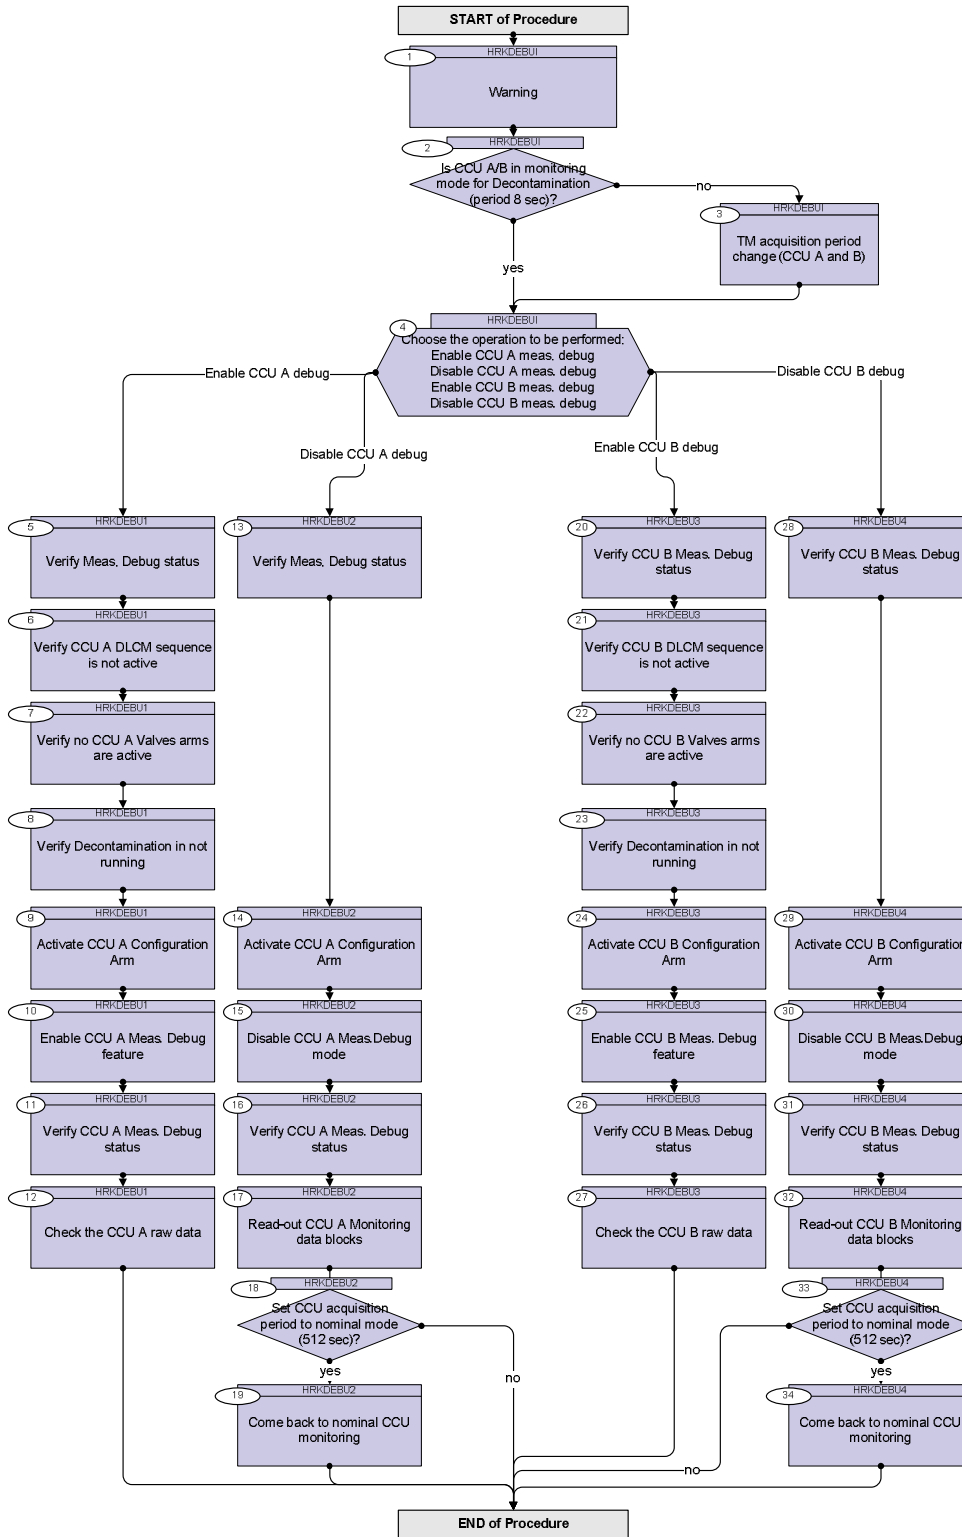 START of Procedure
HRKDEBUI
1
Warning
HRKDEBUI
2
Is CCU A/B in monitoring
mode for Decontamination
(period 8 sec)?
no
yes
HRKDEBUI
3
TM acquisition period
change (CCU A and B)
HRKDEBUI
4
Choose the operation to be performed:
Enable CCU A meas. debug
Disable CCU A meas. debug
Enable CCU B meas. debug
Disable CCU B meas. debug
Enable CCU A debug
Disable CCU A debug
Enable CCU B debug
Disable CCU B debug
HRKDEBU1
5
Verify Meas. Debug status
HRKDEBU1
6
Verify CCU A DLCM sequence
is not active
HRKDEBU1
7
Verify no CCU A Valves arms
are active
HRKDEBU1
8
Verify Decontamination in not
running
HRKDEBU1
9
Activate CCU A Configuration
Arm
HRKDEBU1
10
Enable CCU A Meas. Debug
feature
HRKDEBU1
11
Verify CCU A Meas. Debug
status
HRKDEBU1
12
Check the CCU A raw data
HRKDEBU2
13
Verify Meas. Debug status
HRKDEBU2
14
Activate CCU A Configuration
Arm
HRKDEBU2
15
Disable CCU A Meas.Debug
mode
HRKDEBU2
16
Verify CCU A Meas. Debug
status
HRKDEBU2
17
Read-out CCU A Monitoring
data blocks
HRKDEBU2
18
Set CCU acquisition
period to nominal mode
(512 sec)?
yes
no
HRKDEBU2
19
Come back to nominal CCU
monitoring
HRKDEBU3
20
Verify CCU B Meas. Debug
status
HRKDEBU3
21
Verify CCU B DLCM sequence
is not active
HRKDEBU3
22
Verify no CCU B Valves arms
are active
HRKDEBU3
23
Verify Decontamination in not
running
HRKDEBU3
24
Activate CCU B Configuration
Arm
HRKDEBU3
25
Enable CCU B Meas. Debug
feature
HRKDEBU3
26
Verify CCU B Meas. Debug
status
HRKDEBU3
27
Check the CCU B raw data
HRKDEBU4
28
Verify CCU B Meas. Debug
status
HRKDEBU4
29
Activate CCU B Configuration
Arm
HRKDEBU4
30
Disable CCU B Meas.Debug
mode
HRKDEBU4
31
Verify CCU B Meas. Debug
status
HRKDEBU4
32
Read-out CCU B Monitoring
data blocks
HRKDEBU4
33
Set CCU acquisition
period to nominal mode
(512 sec)?
yes
no
HRKDEBU4
34
Come back to nominal CCU
monitoring
END of Procedure